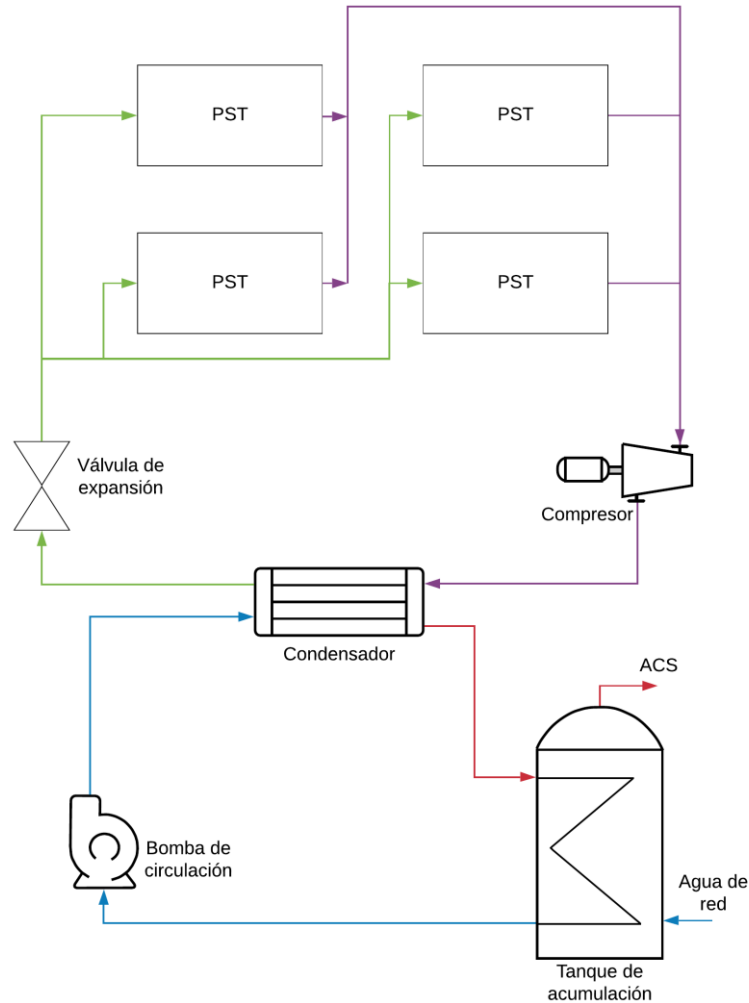 PST
PST
PST
PST
Válvula de
expansión
Compresor
Condensador
ACS
Bomba de
circulación
Agua de
red
Tanque de
acumulación